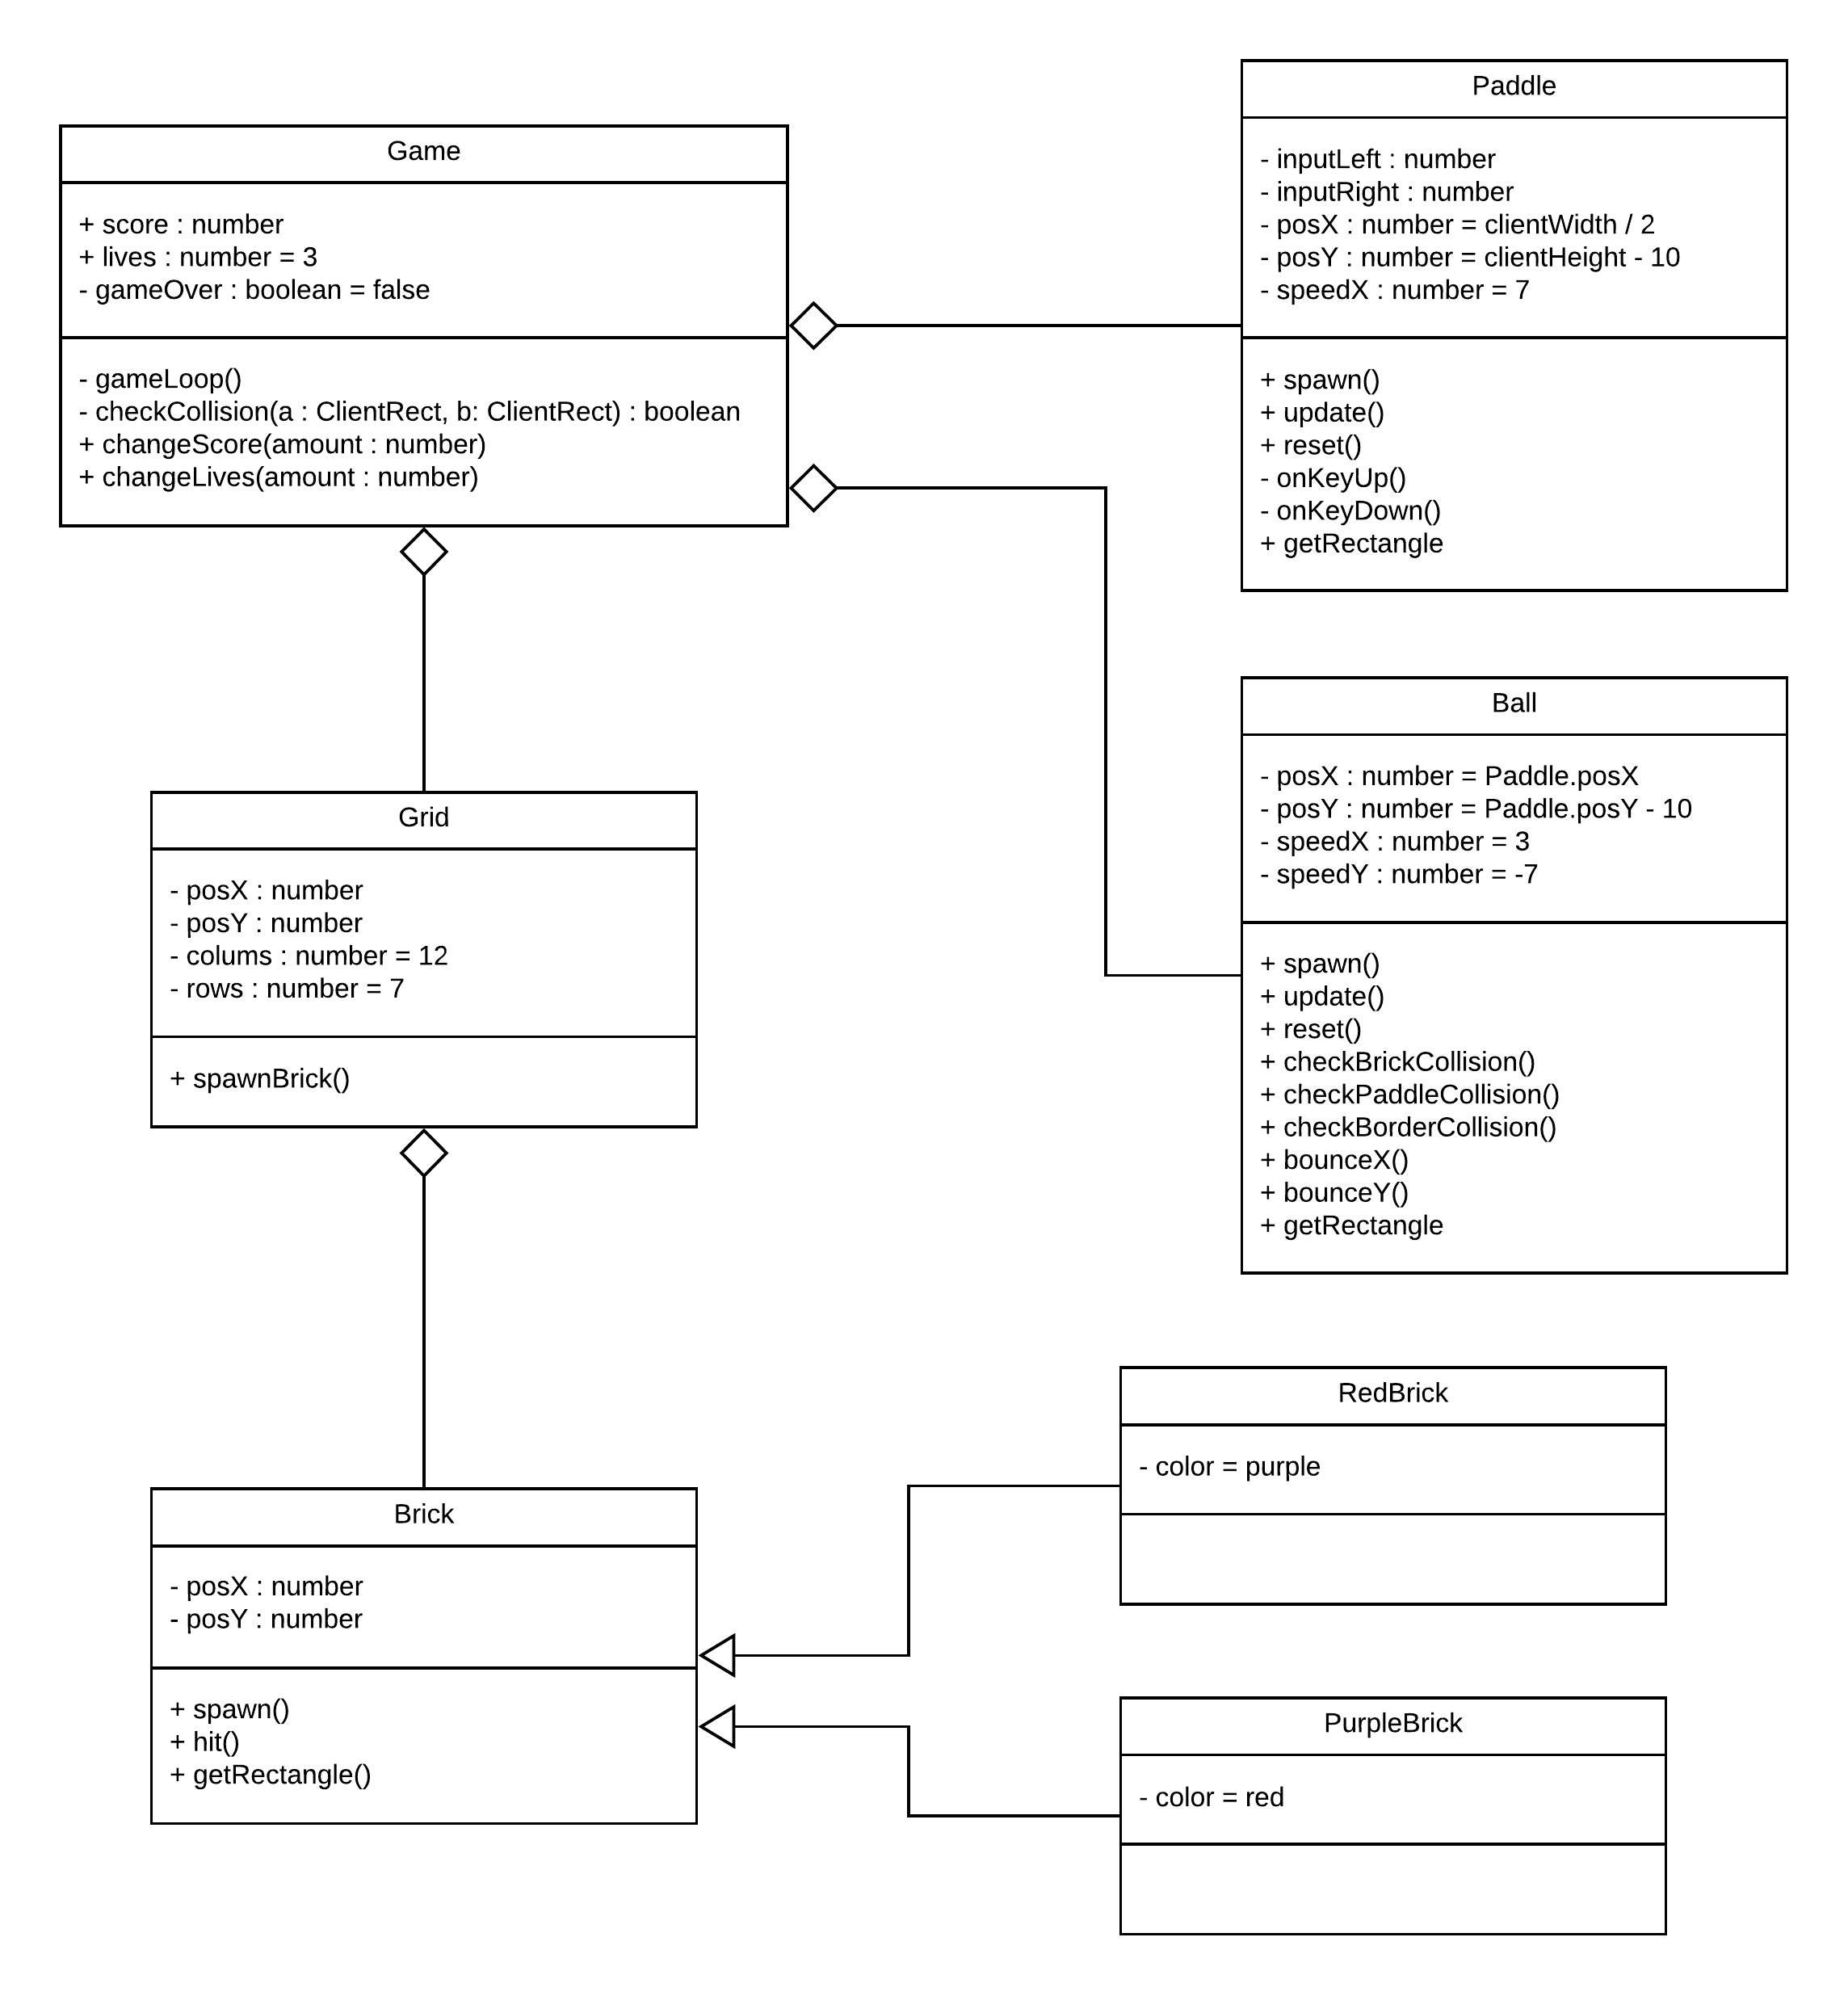 Game
+ score : number
+ lives : number = 3
- gameOver : boolean = false
- gameLoop()
- checkCollision(a : ClientRect, b: ClientRect) : boolean
+ changeScore(amount : number)
+ changeLives(amount : number)
Paddle
- inputLeft : number
- inputRight : number
- posX : number = clientWidth / 2
- posY : number = clientHeight - 10
- speedX : number = 7
+ spawn()
+ update()
+ reset()
- onKeyUp()
- onKeyDown()
+ getRectangle
Ball
- posX : number = Paddle.posX
- posY : number = Paddle.posY - 10
- speedX : number = 3
- speedY : number = -7
+ spawn()
+ update()
+ reset()
+ checkBrickCollision()
+ checkPaddleCollision()
+ checkBorderCollision()
+ bounceX()
+ bounceY()
+ getRectangle
Grid
- posX : number
- posY : number
- colums : number = 12
- rows : number = 7
+ spawnBrick()
Brick
- posX : number
- posY : number
+ spawn()
+ hit()
+ getRectangle()
RedBrick
- color = purple
PurpleBrick
- color = red